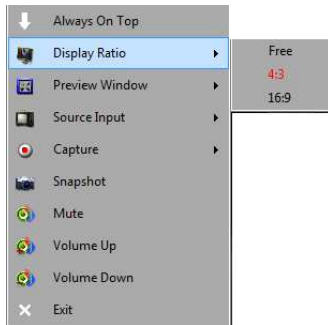 Always On Top
Display Ratio
Free
4:3
16:9
Preview Window
Source Input
Capture
Snapshot
Mute
Volume Up
Volume Down
Exit